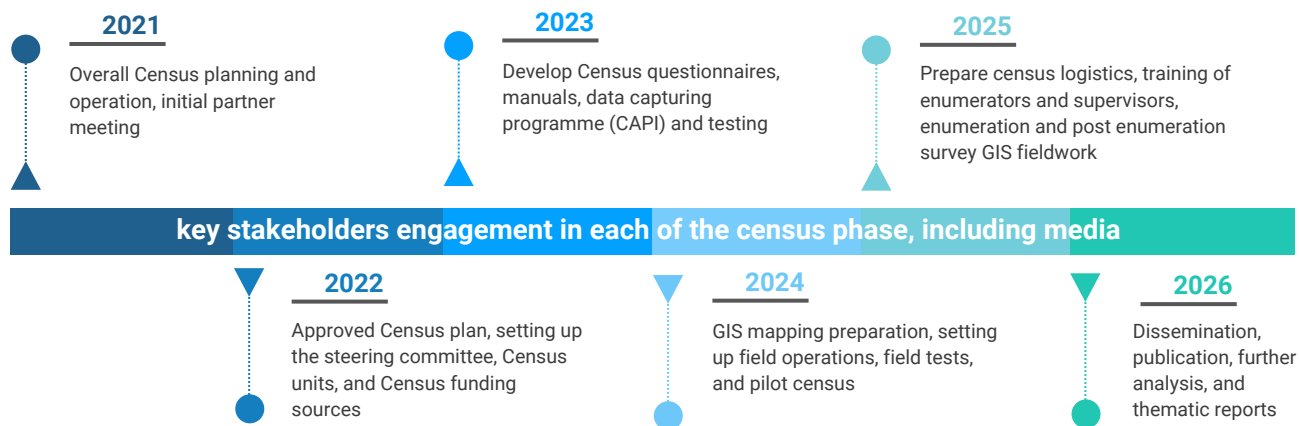 2021
Overall Census planning and
operation, initial partner
meeting
2023
Develop Census questionnaires,
manuals, data capturing
programme (CAPI) and testing
2025
Prepare census logistics, training of
enumerators and supervisors,
enumeration and post enumeration
survey GIS fieldwork
key stakeholders engagement in each of the census phase, including media
2022
Approved Census plan, setting up
the steering committee, Census
units, and Census funding
sources
2024
GIS mapping preparation, setting
up field operations, field tests,
and pilot census
2026
Dissemination,
publication, further
analysis, and
thematic reports